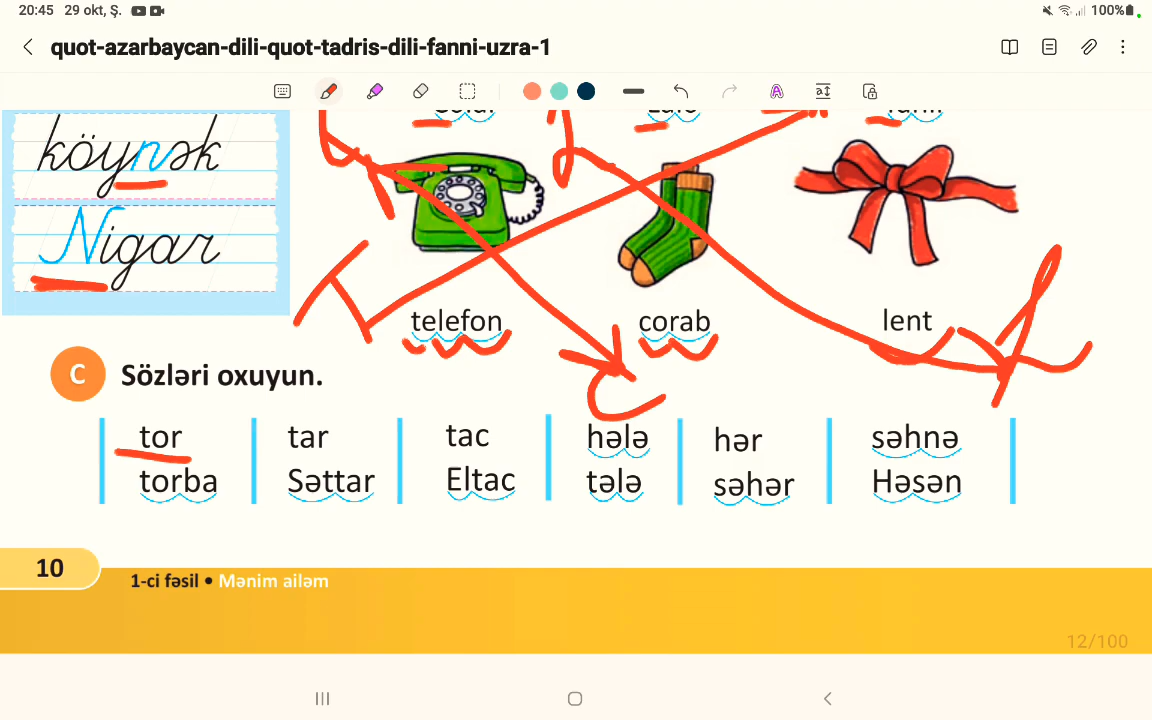 20:45 29 okt, Ş. 100%
quot-azarbaycan-dili-quot-tadris-dili-fanni-uzra-1
köynək
Nigar
telefon corab lent
C Sözləri oxuyun.
tor tar tac hələ hər səhnə
torba Səttar Eltac tələ səhər Həsən
10
1-ci fəsil • Mənim ailəm
12/100